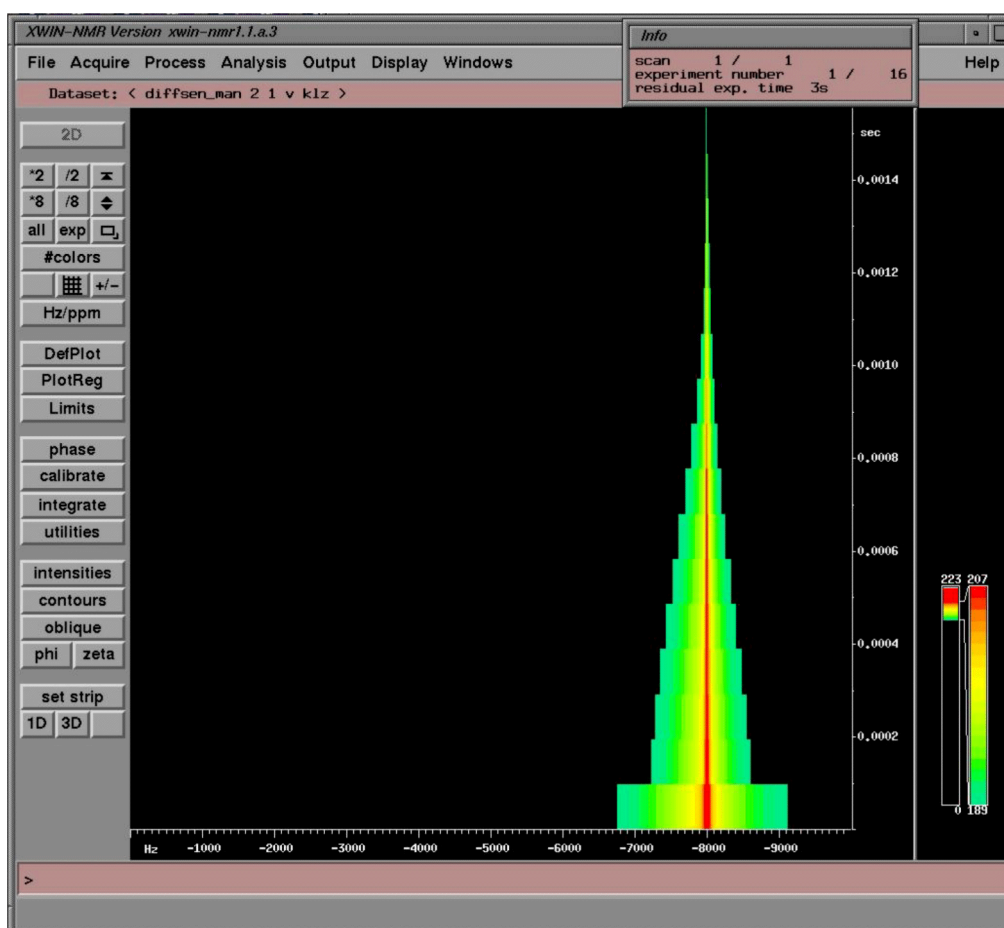 XWIN-NMR Version xwin-nmr1.1.a.3
Info
File Acquire Process Analysis Output Display Windows
Help
scan 1 / 1
experiment number 1 / 16
residual exp. time 3s
Dataset: < diffsen_man 2 1 v klz >
2D
*2 /2
*8 /8
all exp
#colors
+/-
Hz/ppm
DefPlot
PlotReg
Limits
phase
calibrate
integrate
utilities
intensities
contours
oblique
phi zeta
set strip
1D 3D
sec
0.0014
0.0012
0.0010
0.0008
0.0006
0.0004
0.0002
Hz -1000 -2000 -3000 -4000 -5000 -6000 -7000 -8000 -9000
223 207
0 189
>